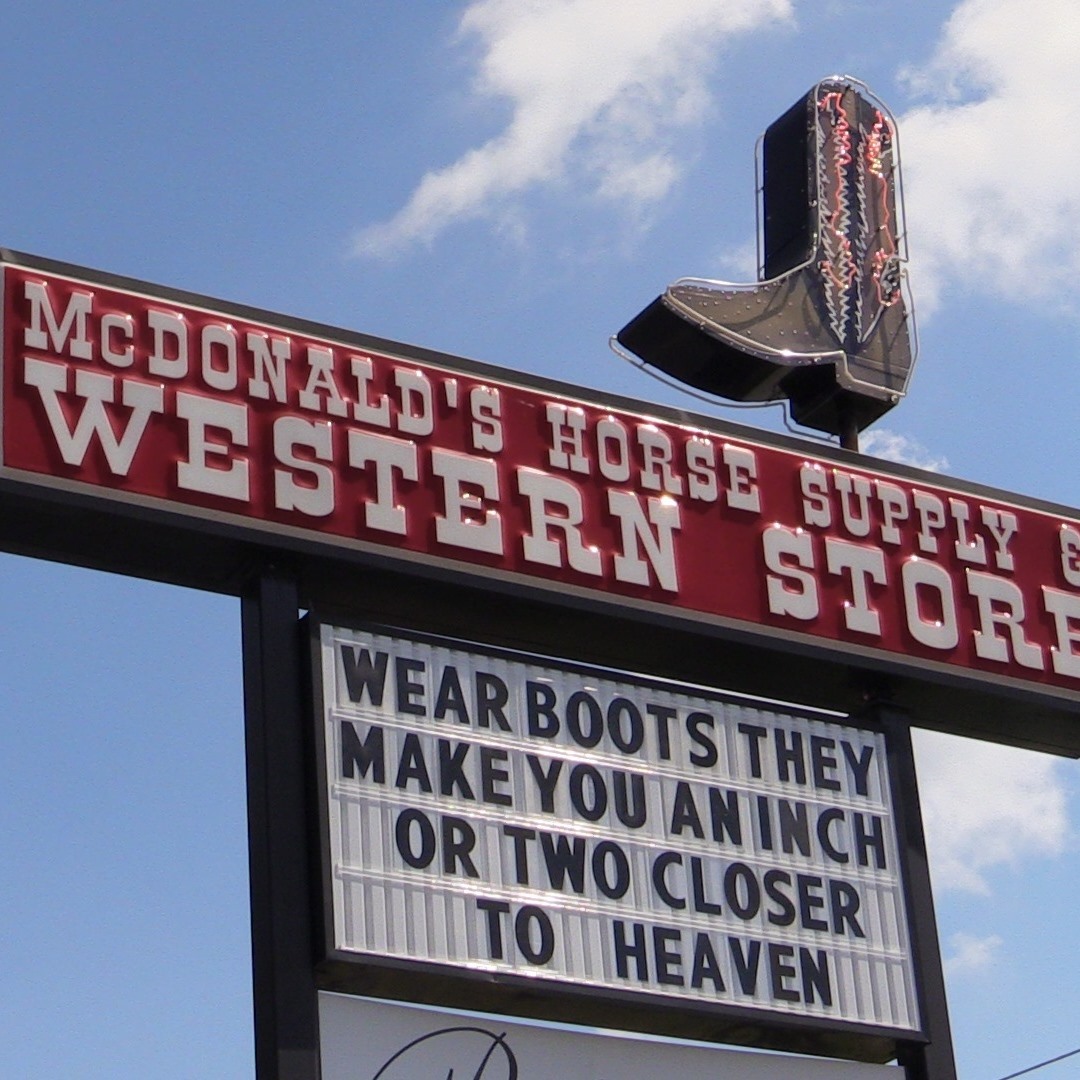 McDONALD'S HORSE SUPPLY &
WESTERN STORE
WEAR BOOTS THEY
MAKE YOU AN INCH
OR TWO CLOSER
TO HEAVEN